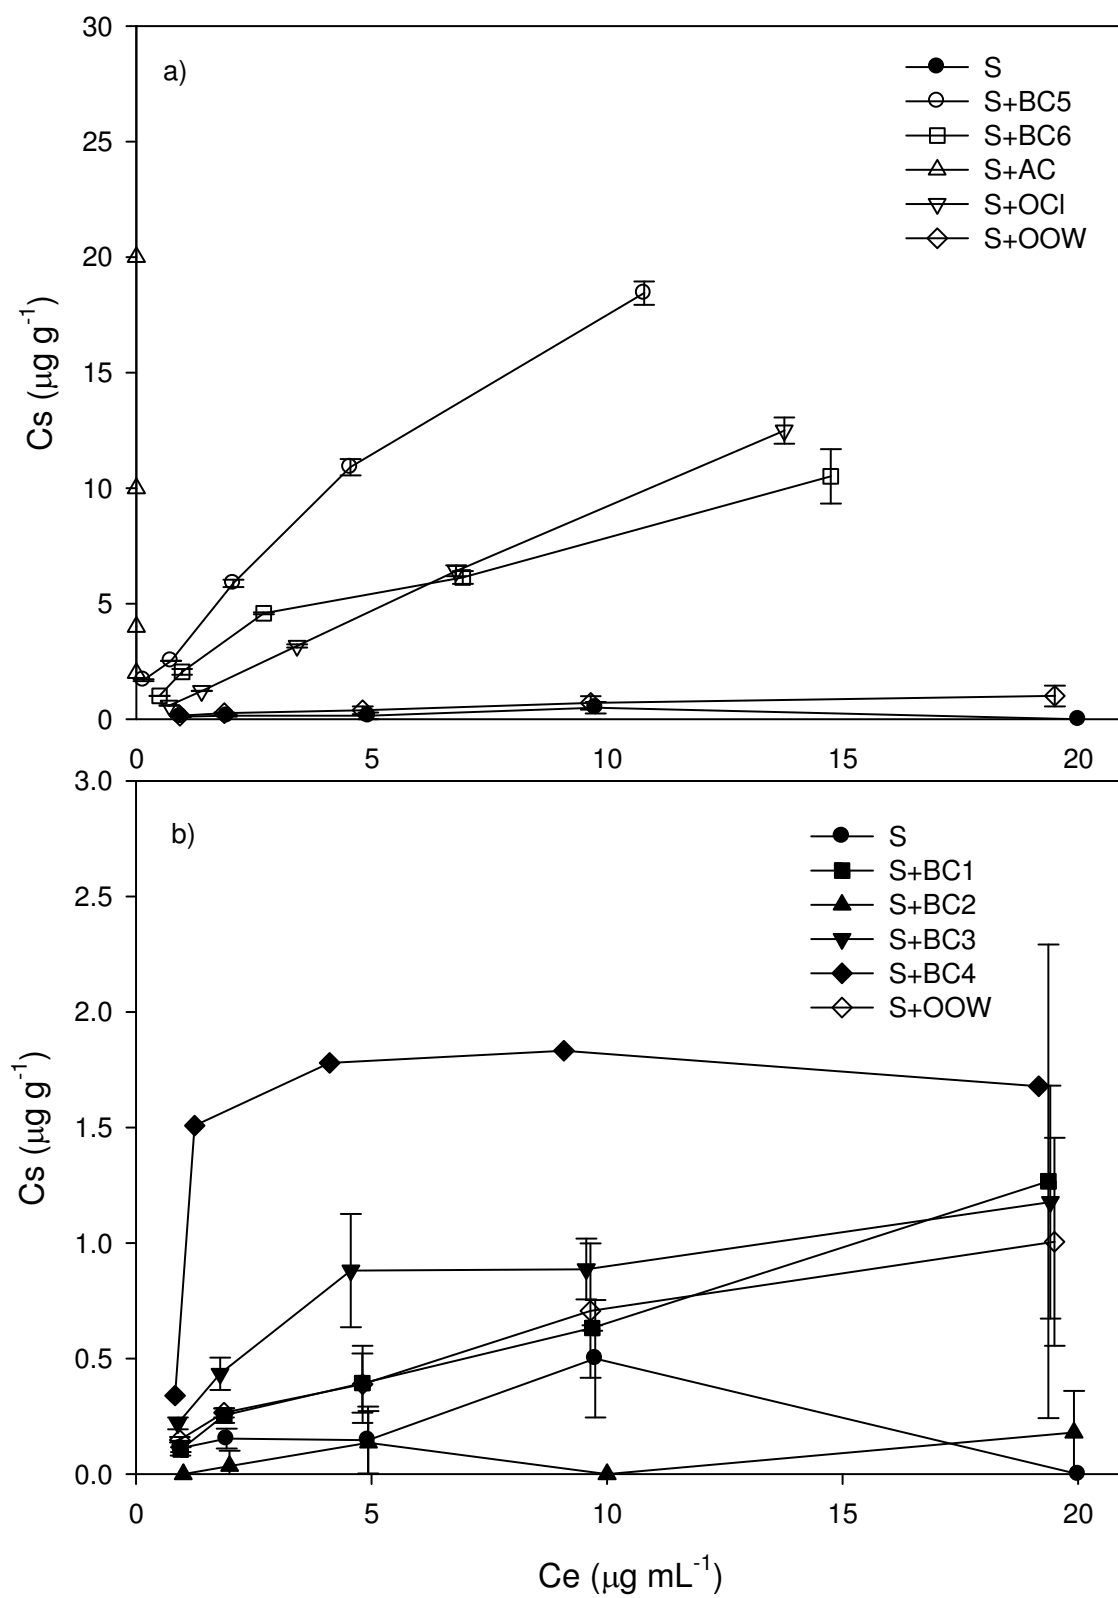 30
25
20
15
10
5
0
Cs (μg g-1)
a)
S
S+BC5
S+BC6
S+AC
S+OCl
S+OOW
0 5 10 15 20
3.0
2.5
2.0
1.5
1.0
0.5
0.0
Cs (μg g-1)
b)
S
S+BC1
S+BC2
S+BC3
S+BC4
S+OOW
0 5 10 15 20
Ce (μg mL-1)